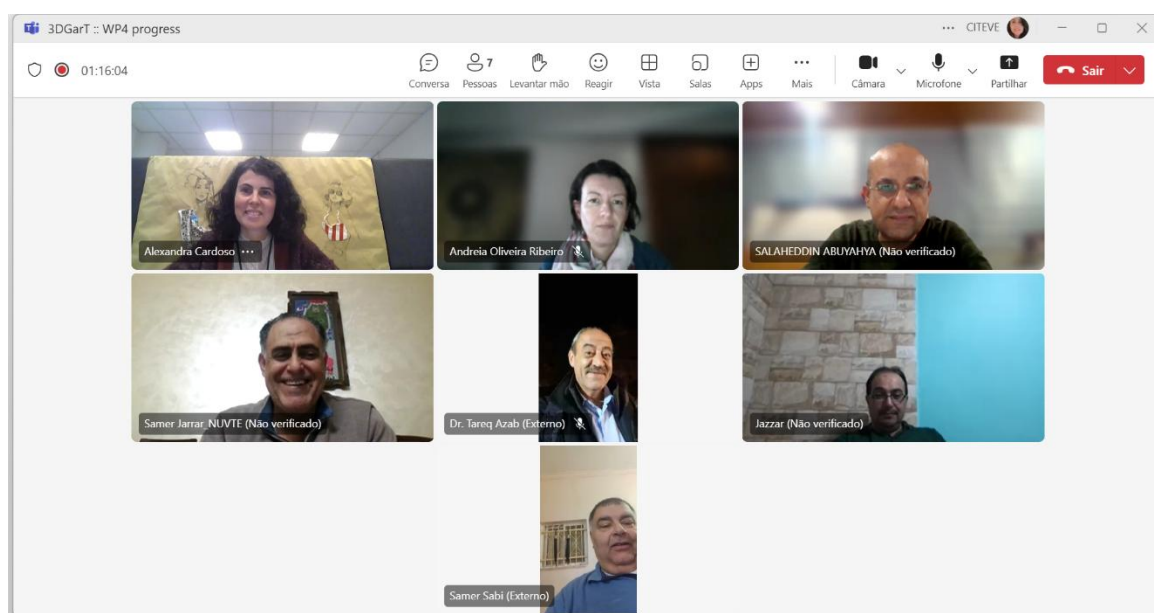 3DGarT :: WP4 progress
CITEVE
01:16:04
7
Conversa Pessoas Levantar mão Reagir Vista Salas Apps Mais Câmara Microfone Partilhar
Sair
Alexandra Cardoso
Andreia Oliveira Ribeiro
SALAHEDDIN ABUYAHYA (Não verificado)
Samer Jarrar_NUVTE (Não verificado)
Dr. Tareq Azab (Externo)
Jazzar (Não verificado)
Samer Sabi (Externo)